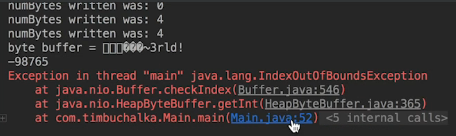 numBytes written was: 0
numBytes written was: 4
numBytes written was: 4
byte buffer = ���~3rld!
-98765
Exception in thread "main" java.lang.IndexOutOfBoundsException
at java.nio.Buffer.checkIndex(Buffer.java:546)
at java.nio.HeapByteBuffer.getInt(HeapByteBuffer.java:365)
at com.timbuchalka.Main.main(Main.java:52) <5 internal calls>